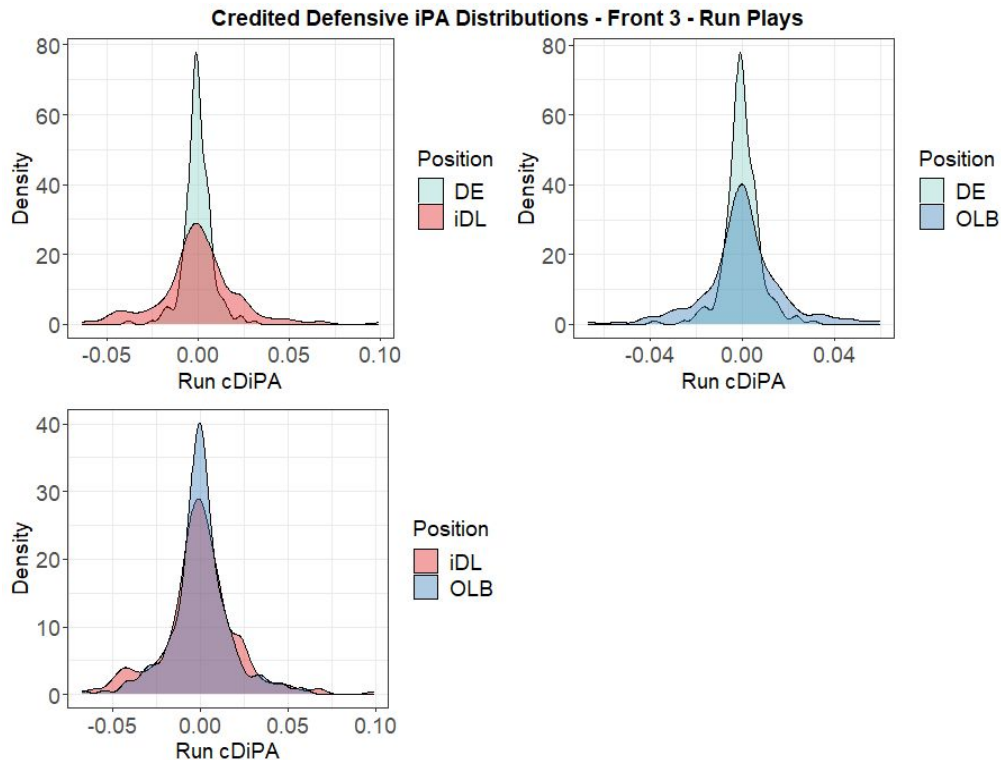 Credited Defensive iPA Distributions - Front 3 - Run Plays
80
60
40
20
0
Density
-0.05 0.00 0.05 0.10
Run cDiPA
Position
DE
iDL
80
60
40
20
0
Density
-0.04 0.00 0.04
Run cDiPA
Position
DE
OLB
40
30
20
10
0
Density
-0.05 0.00 0.05 0.10
Run cDiPA
Position
iDL
OLB